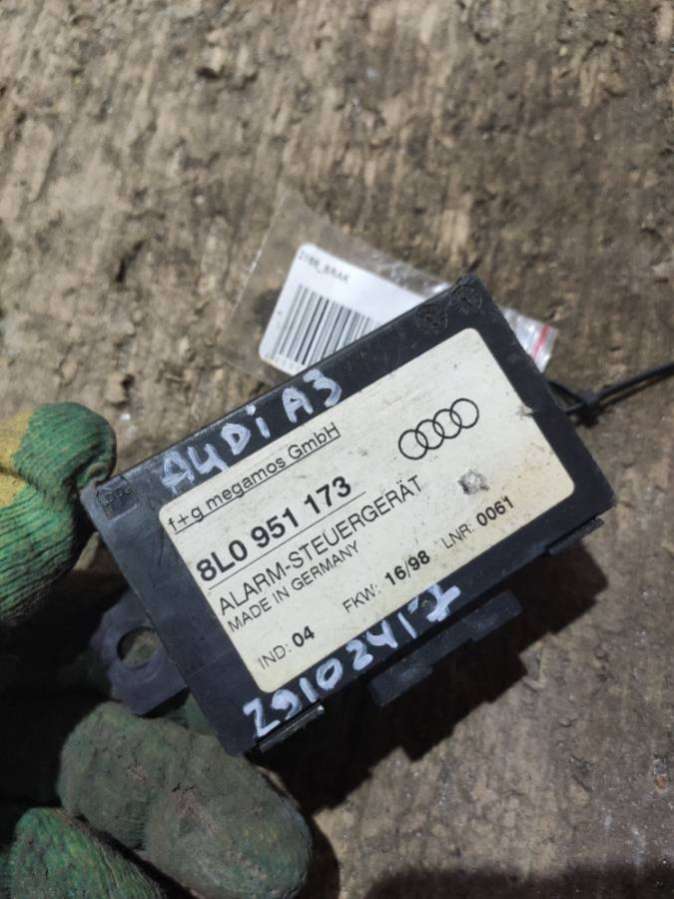 2188_BRAK
AUDI A3
f+g megamos GmbH
8L0 951 173
ALARM-STEUERGERÄT
MADE IN GERMANY
IND: 04 FKW: 16/98 LNR: 0061